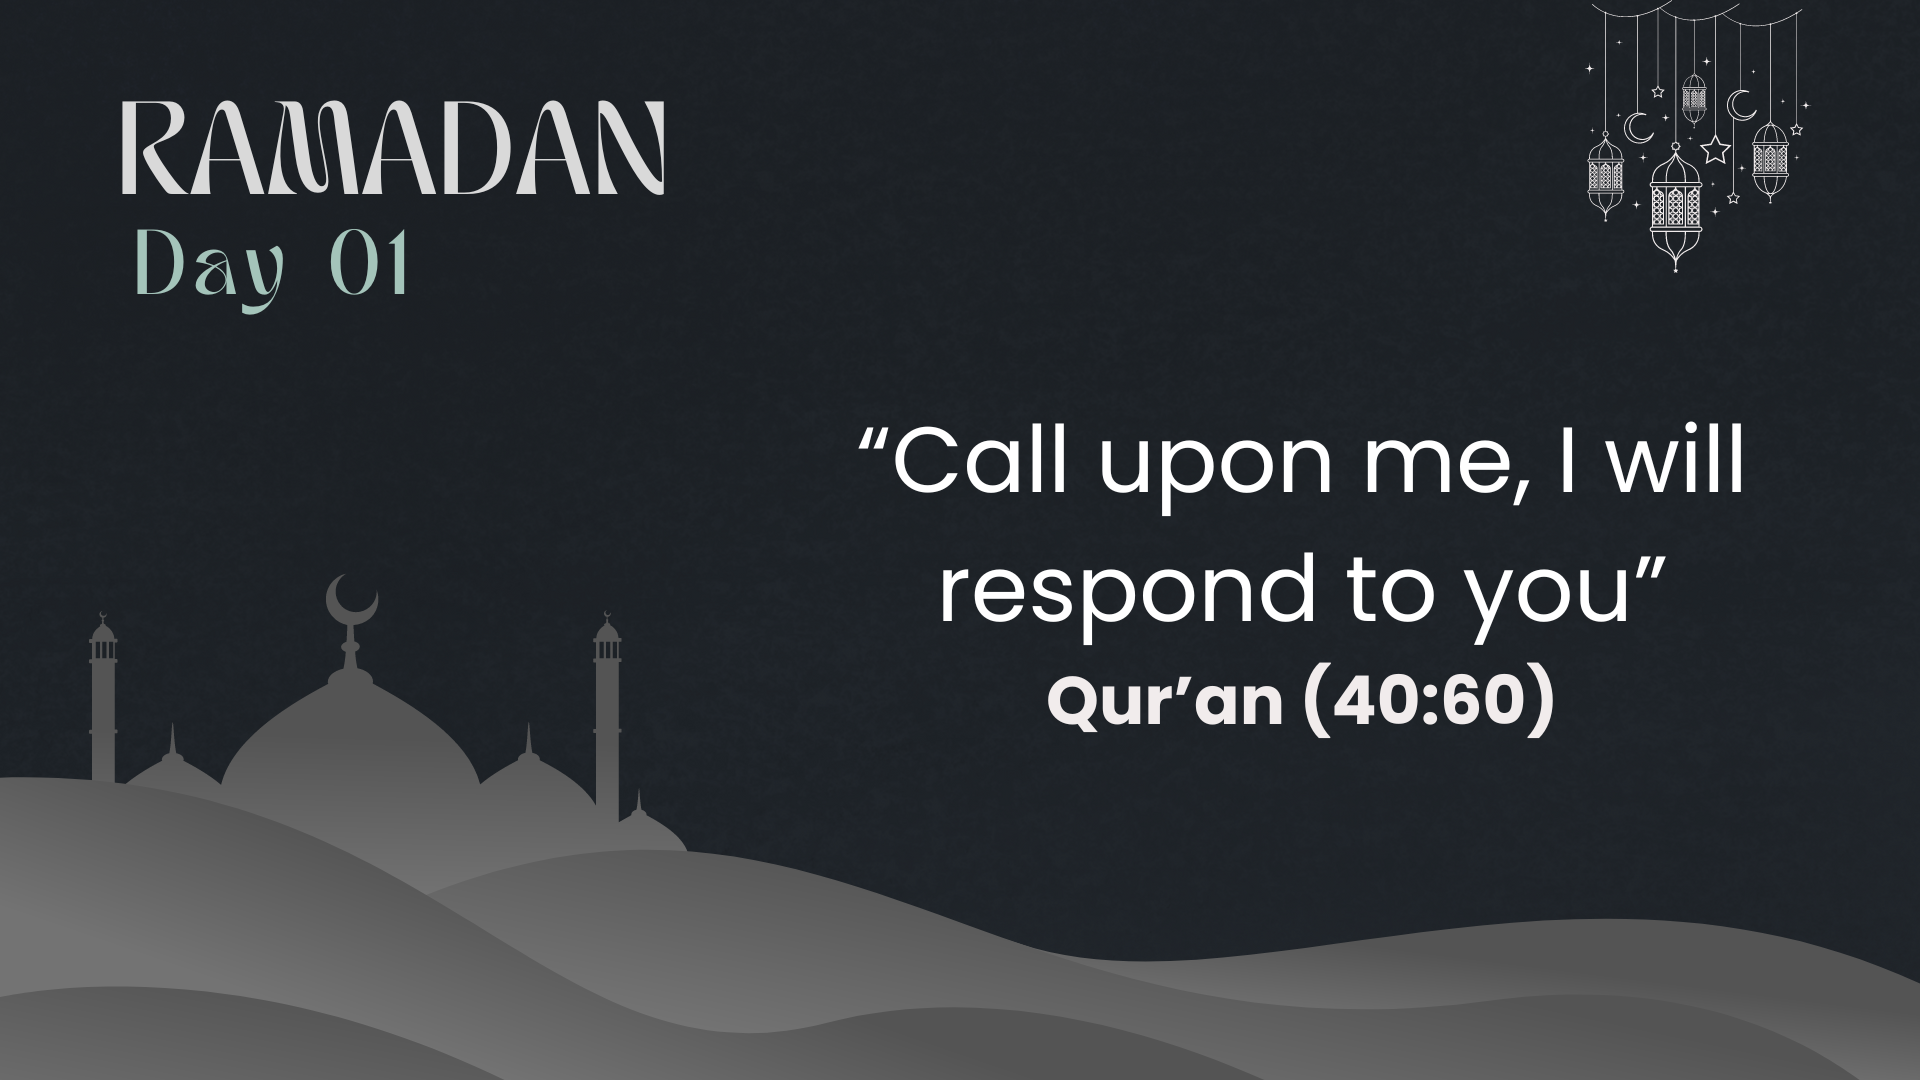 RAMADAN
Day 01
“Call upon me, I will
respond to you”
Qur’an (40:60)